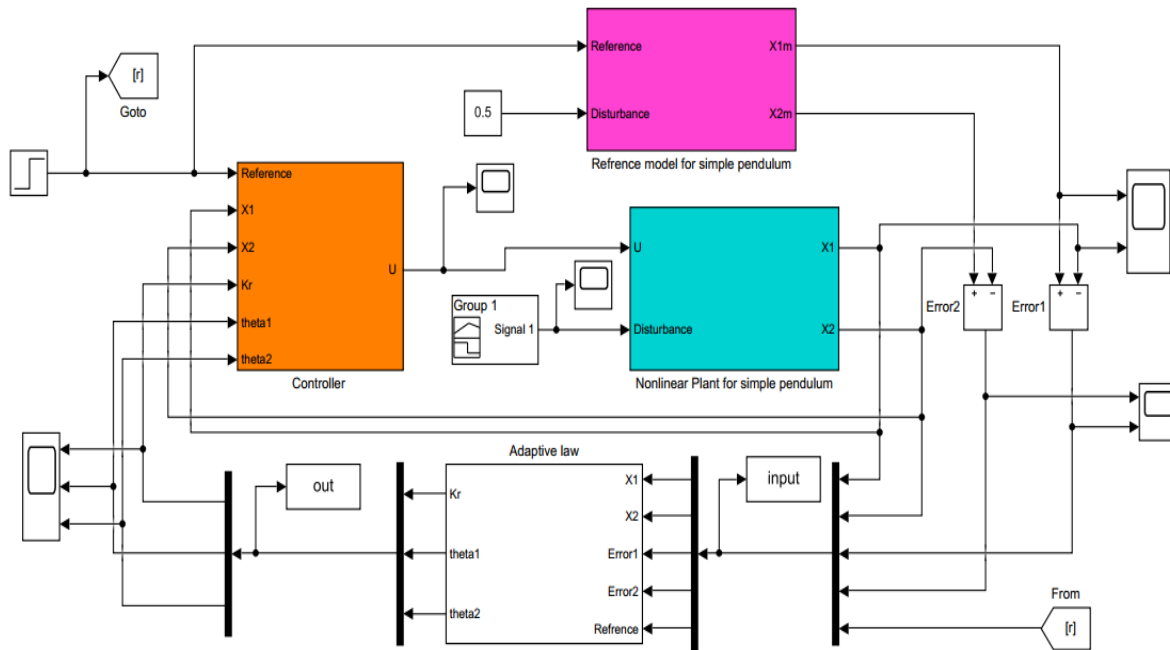 Reference
X1m
[r]
Goto
0.5
Disturbance
X2m
Refrence model for simple pendulum
Reference
X1
X2
U
Kr
theta1
theta2
Controller
U
X1
Group 1
Signal 1
Disturbance
X2
Nonlinear Plant for simple pendulum
+ −
+ −
Error2
Error1
Adaptive law
out
input
Kr
theta1
theta2
X1
X2
Error1
Error2
Refrence
From
[r]